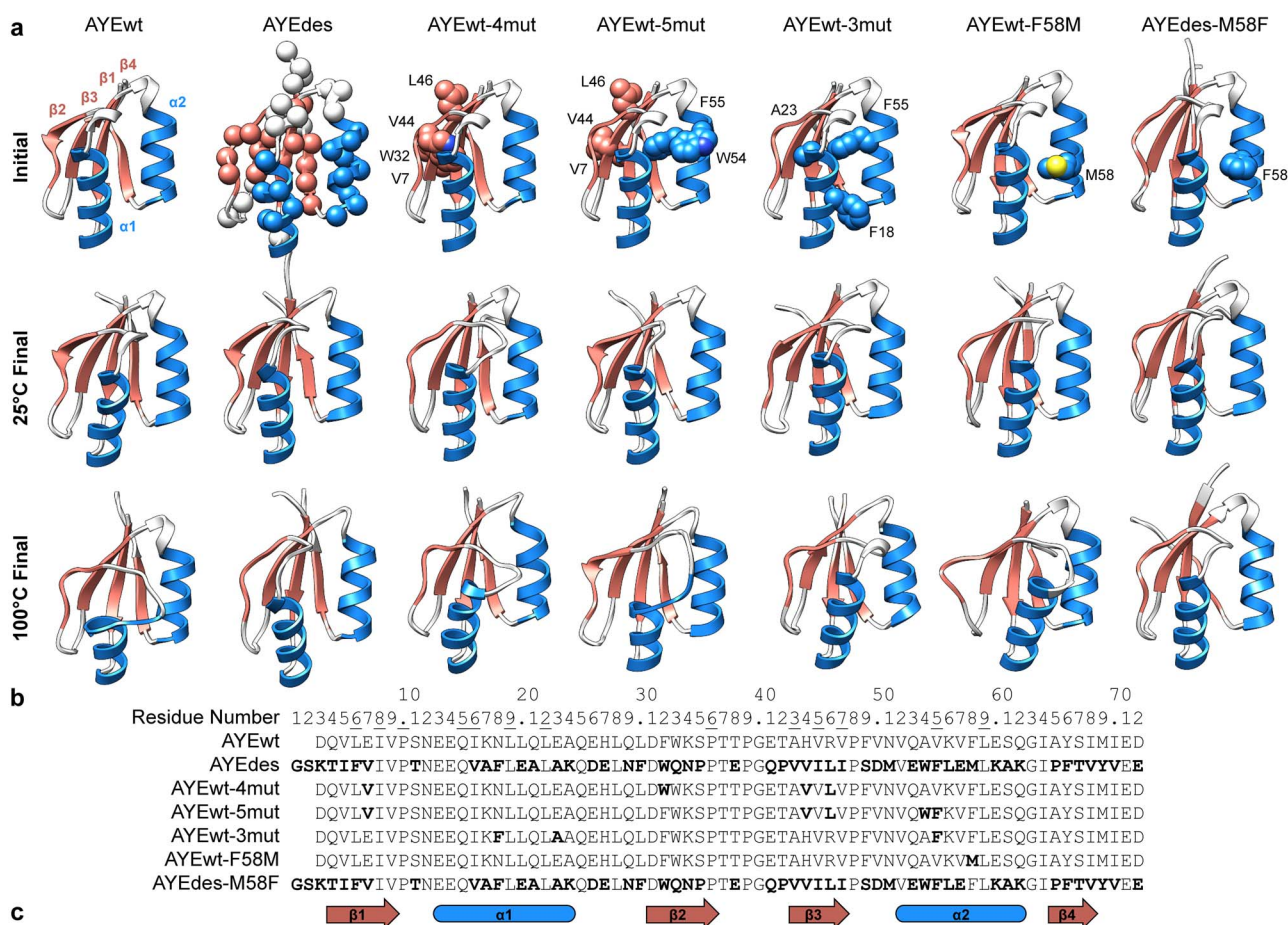 a
AYEwt AYEdes AYEwt-4mut AYEwt-5mut AYEwt-3mut AYEwt-F58M AYEdes-M58F
β2 β3 β1 β4 α2 α1
L46 V44 W32 V7
L46 V44 V7 F55 W54
A23 F55 F18
M58
F58
Initial
25°C Final
100°C Final
b
10 20 30 40 50 60 70
Residue Number 123456789.123456789.123456789.123456789.123456789.123456789.123456789.12
AYEwt DQVLEIVPSNEEQIKNLLQLEAQEHLQLDFWKSPTTPGETAHVRVPFVNVQAVKVFLESQGIAYSIMIED
AYEdes GSKTIFVIVPTNEEQVAFLEALAKQDELNFDWQNPPTEPGQPVVILIPSDMVEWFLEMLKAKGIPFTVYVEE
AYEwt-4mut DQVLVIVPSNEEQIKNLLQLEAQEHLQLDWWKSPTTPGETAVVLVPFVNVQAVKVFLESQGIAYSIMIED
AYEwt-5mut DQVLVIVPSNEEQIKNLLQLEAQEHLQLDFWKSPTTPGETAVVLVPFVNVQWFKVFLESQGIAYSIMIED
AYEwt-3mut DQVLEIVPSNEEQIKFLLQLAAQEHLQLDFWKSPTTPGETAHVRVPFVNVQAFKVFLESQGIAYSIMIED
AYEwt-F58M DQVLEIVPSNEEQIKNLLQLEAQEHLQLDFWKSPTTPGETAHVRVPFVNVQAVKVMLESQGIAYSIMIED
AYEdes-M58F GSKTIFVIVPTNEEQVAFLEALAKQDELNFDWQNPPTEPGQPVVILIPSDMVEWFLEFLKAKGIPFTVYVEE
c
β1 α1 β2 β3 α2 β4